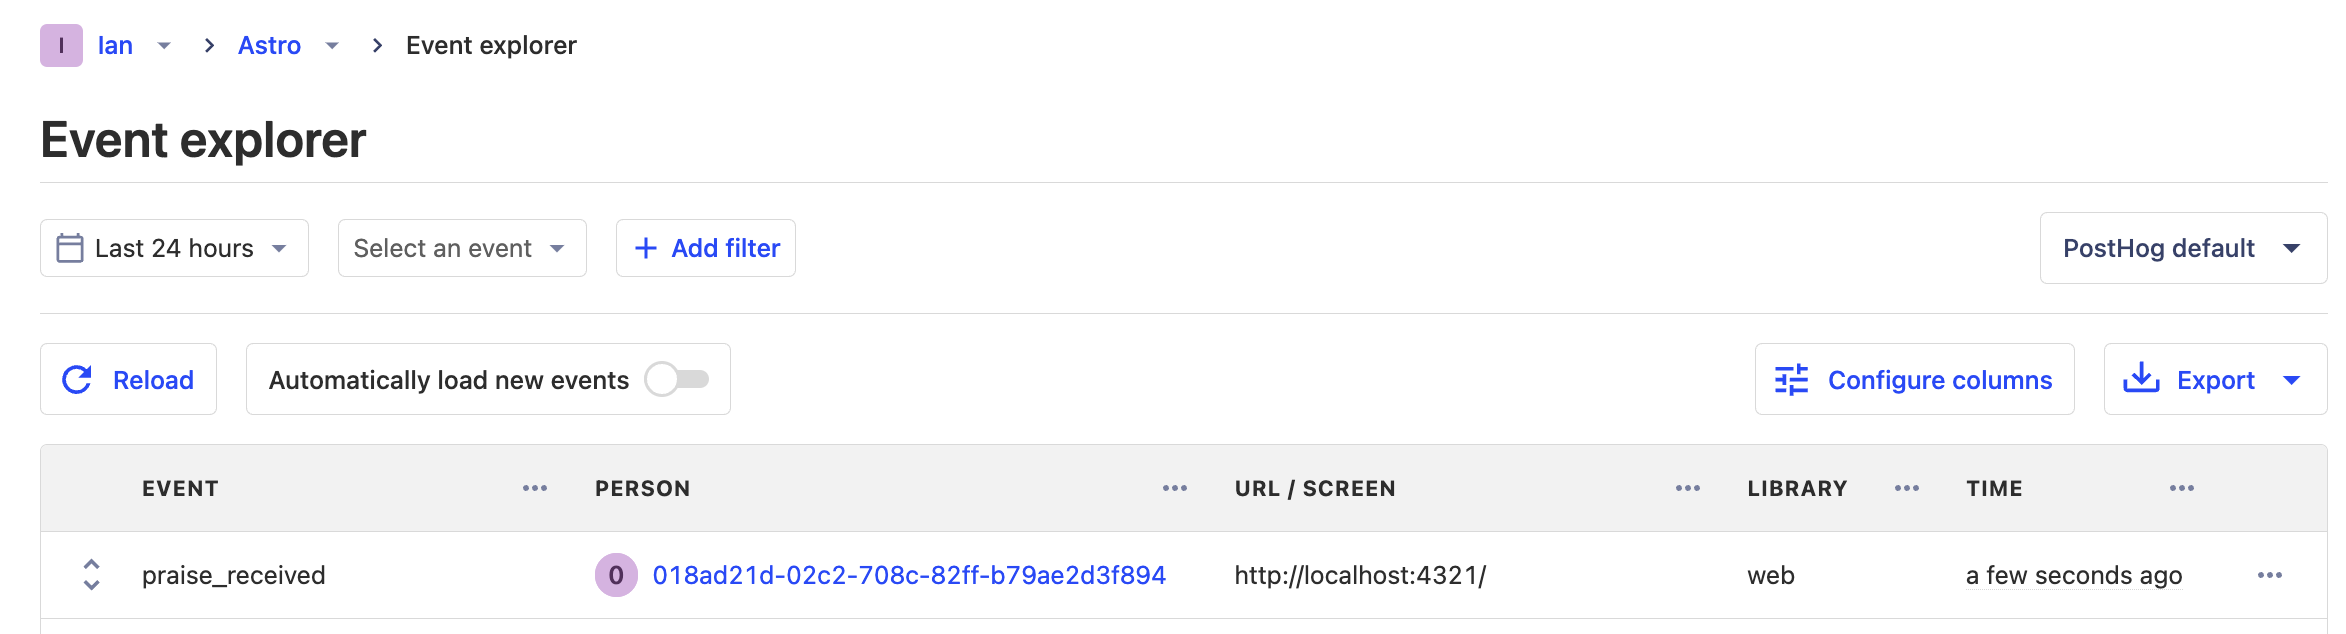 I Ian > Astro > Event explorer
Event explorer
Last 24 hours Select an event + Add filter PostHog default
Reload Automatically load new events Configure columns Export
EVENT ••• PERSON ••• URL / SCREEN ••• LIBRARY ••• TIME •••
praise_received 0 018ad21d-02c2-708c-82ff-b79ae2d3f894 http://localhost:4321/ web a few seconds ago •••